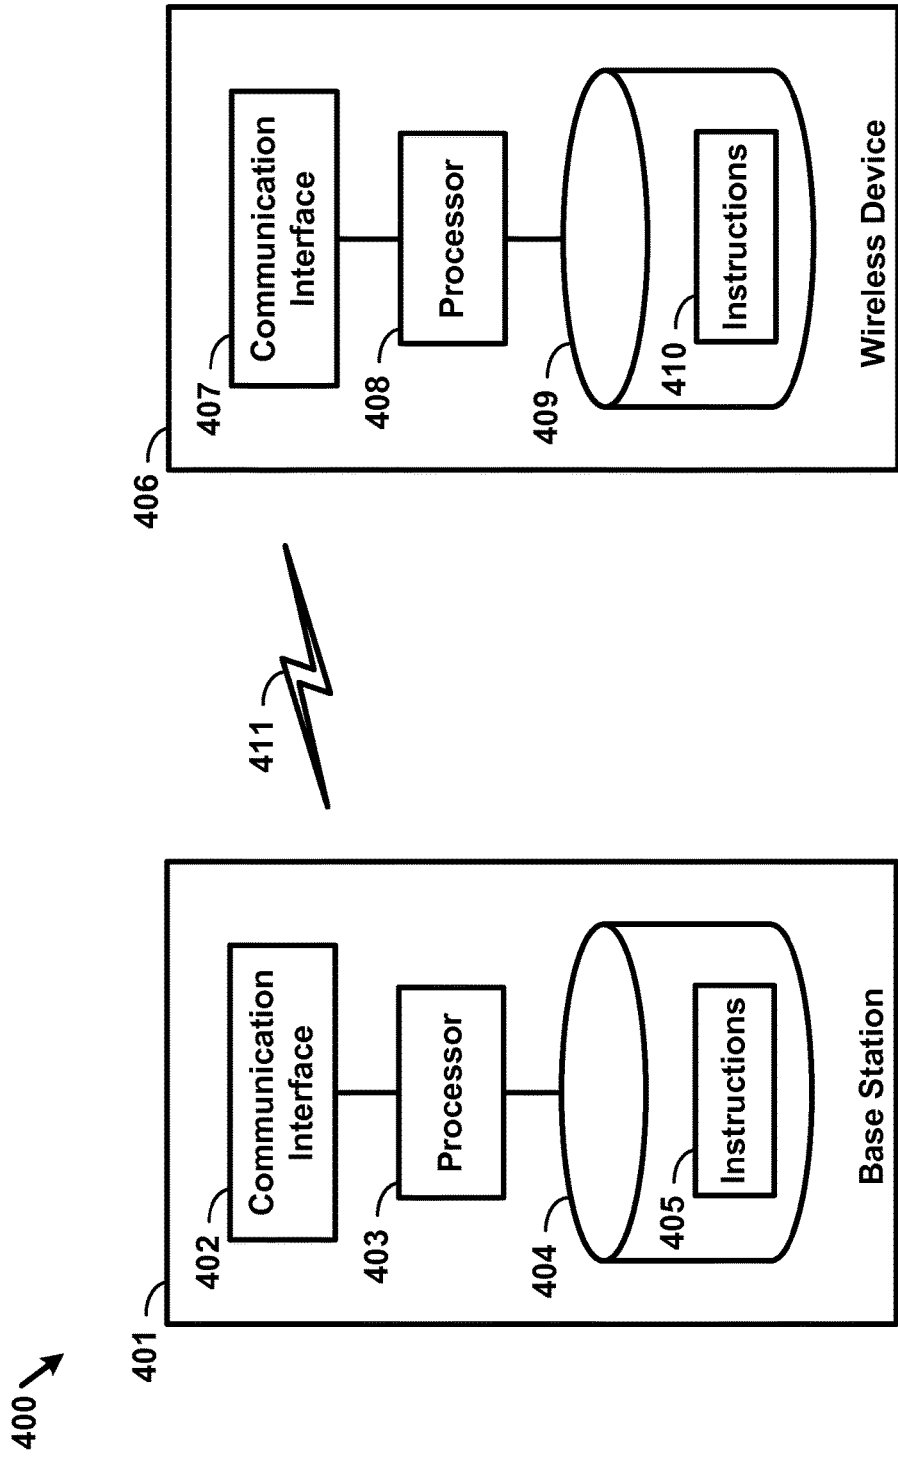 400
401
402
Communication
Interface
403
Processor
404
405
Instructions
Base Station
411
406
407
Communication
Interface
408
Processor
409
410
Instructions
Wireless Device